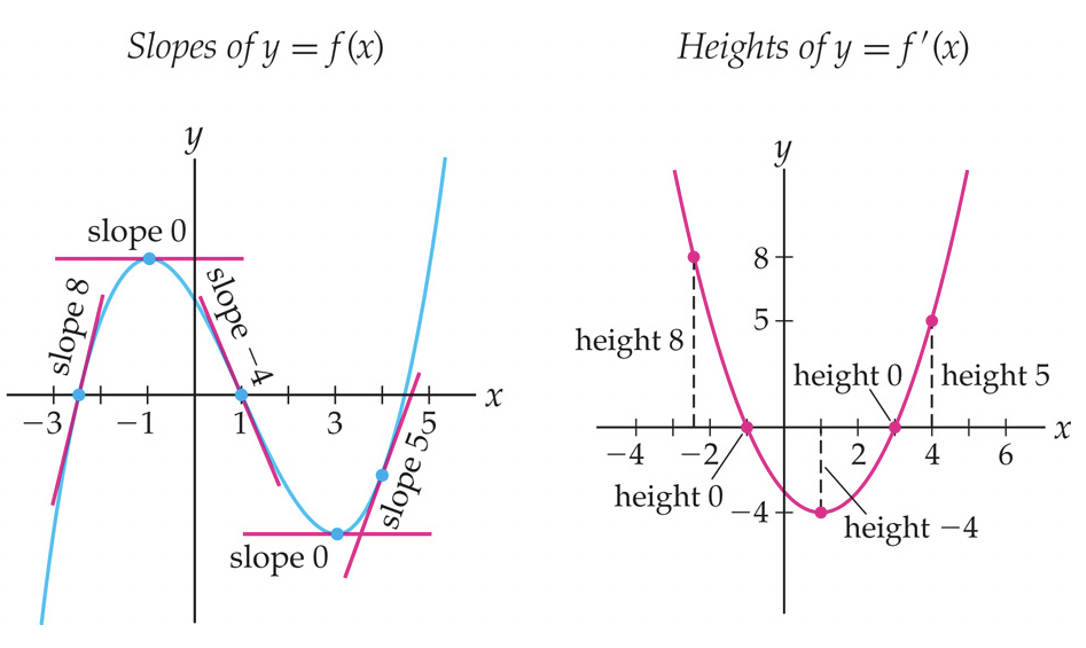 Slopes of y = f(x)
y
slope 0
slope 8
slope −4
x
−3
−1
1
3
5
slope 5
slope 0
Heights of y = f′(x)
y
8
5
height 8
height 0
height 5
x
−4
−2
2
4
6
height 0
−4
height −4